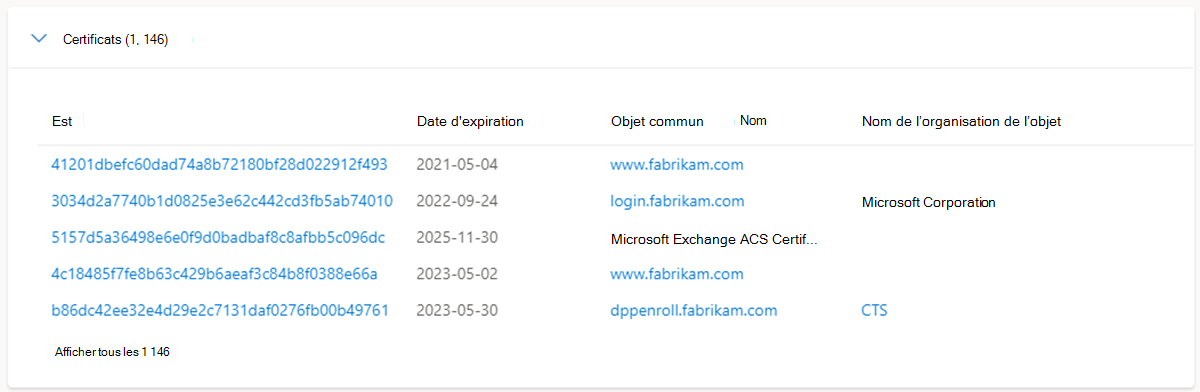 Certificats (1, 146)
Est Date d'expiration Objet commun Nom Nom de l'organisation de l'objet
41201dbefc60dad74a8b72180bf28d022912f493 2021-05-04 www.fabrikam.com
3034d2a7740b1d0825e3e62c442cd3fb5ab74010 2022-09-24 login.fabrikam.com Microsoft Corporation
5157d5a36498e6e0f9d0badbaf8c8afbb5c096dc 2025-11-30 Microsoft Exchange ACS Certif...
4c18485f7fe8b63c429b6aeaf3c84b8f0388e66a 2023-05-02 www.fabrikam.com
b86dc42ee32e4d29e2c7131daf0276fb00b49761 2023-05-30 dppenroll.fabrikam.com CTS
Afficher tous les 1 146